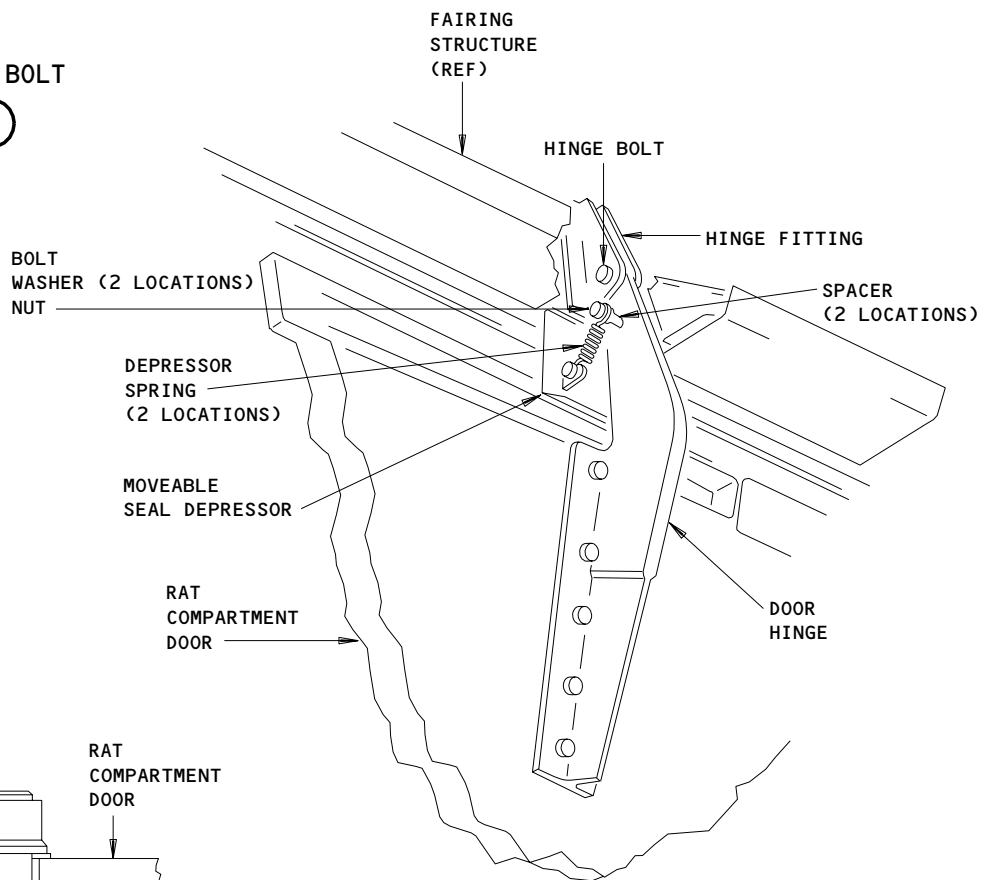 FAIRING
STRUCTURE
(REF)
BOLT
HINGE BOLT
HINGE FITTING
BOLT
WASHER (2 LOCATIONS)
NUT
SPACER
(2 LOCATIONS)
DEPRESSOR
SPRING
(2 LOCATIONS)
MOVEABLE
SEAL DEPRESSOR
RAT
COMPARTMENT
DOOR
DOOR
HINGE
RAT
COMPARTMENT
DOOR